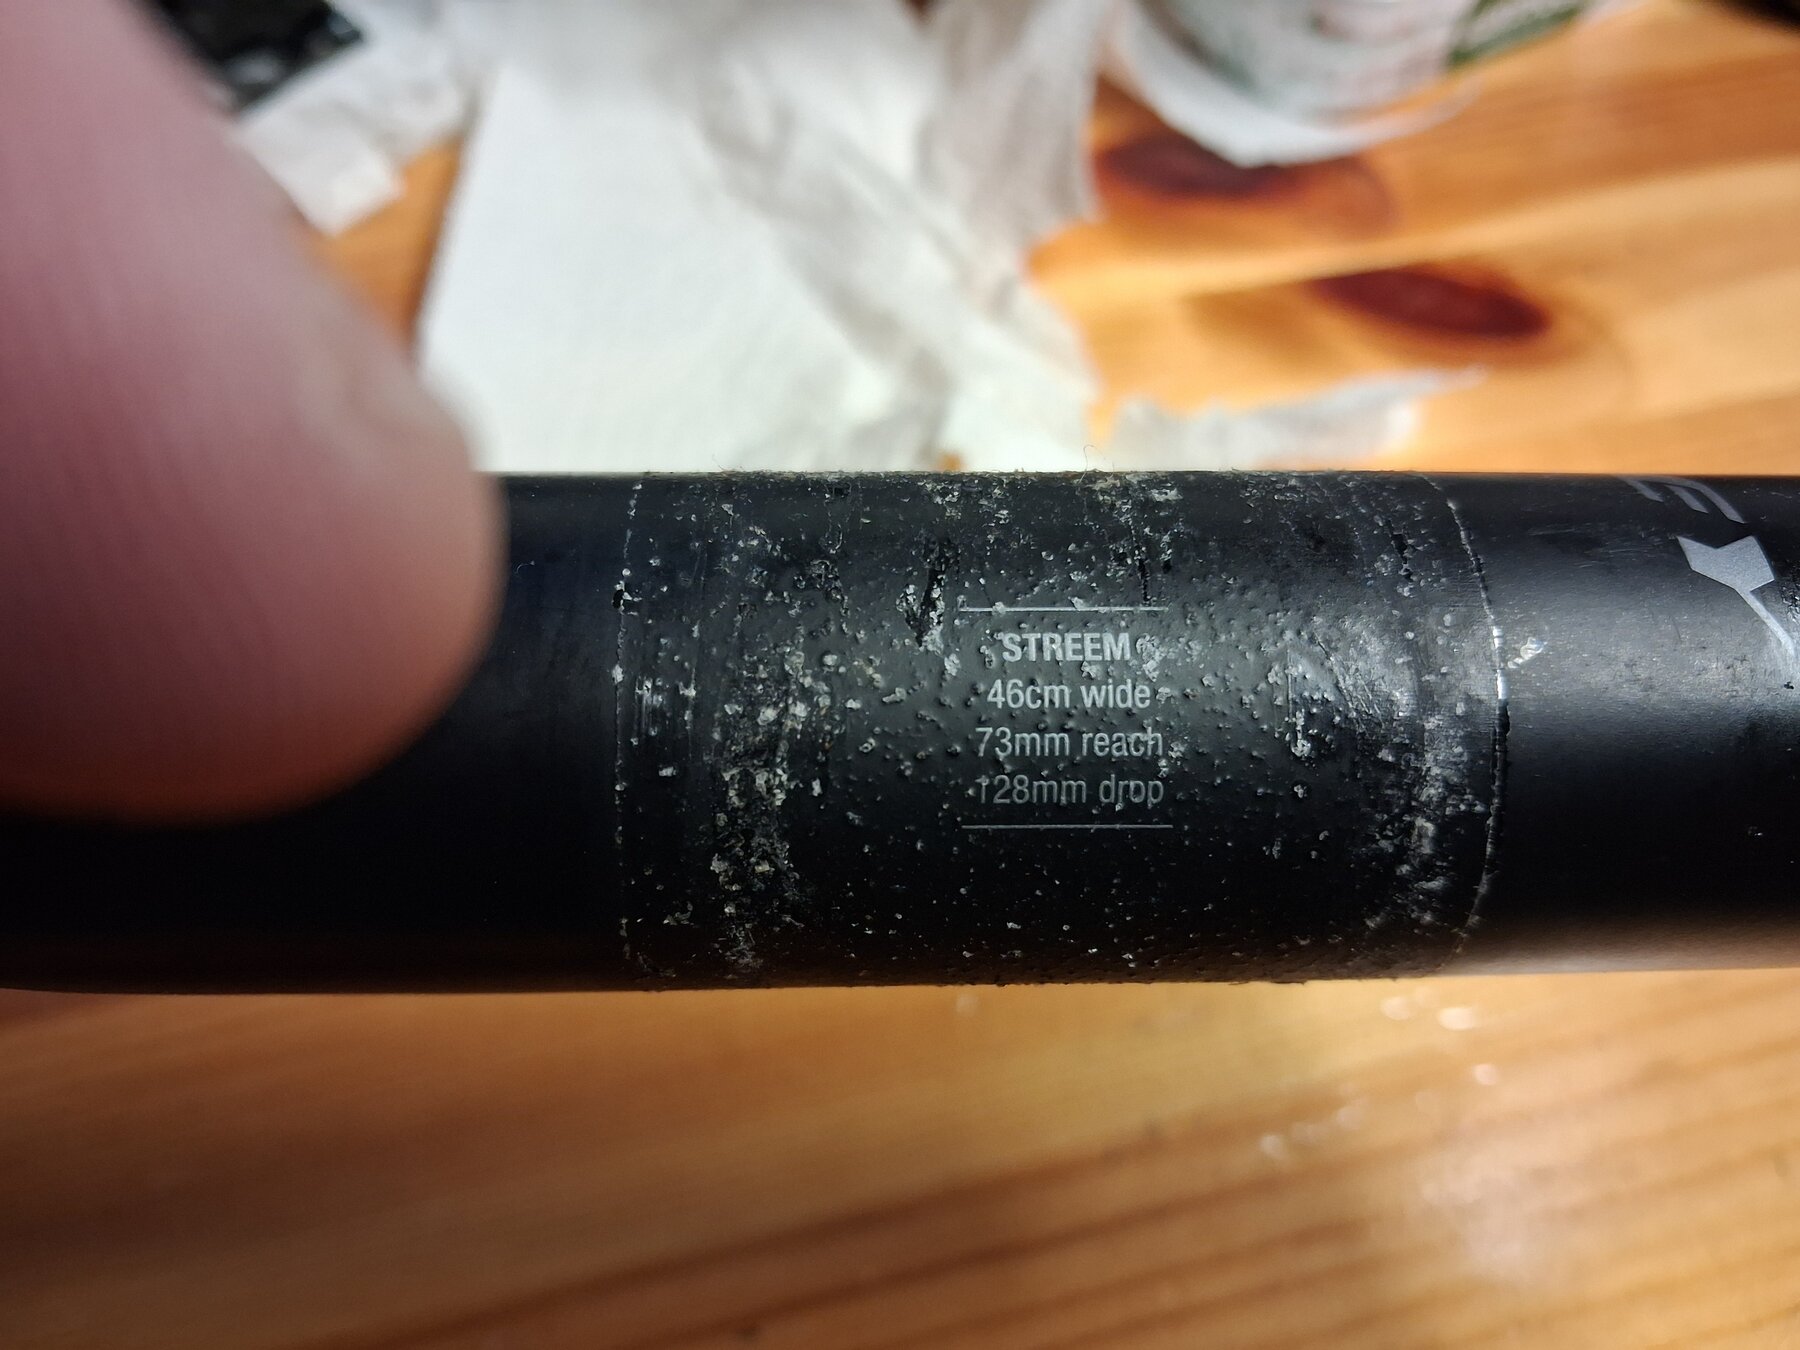 STREEM
46cm wide
73mm reach
128mm drop